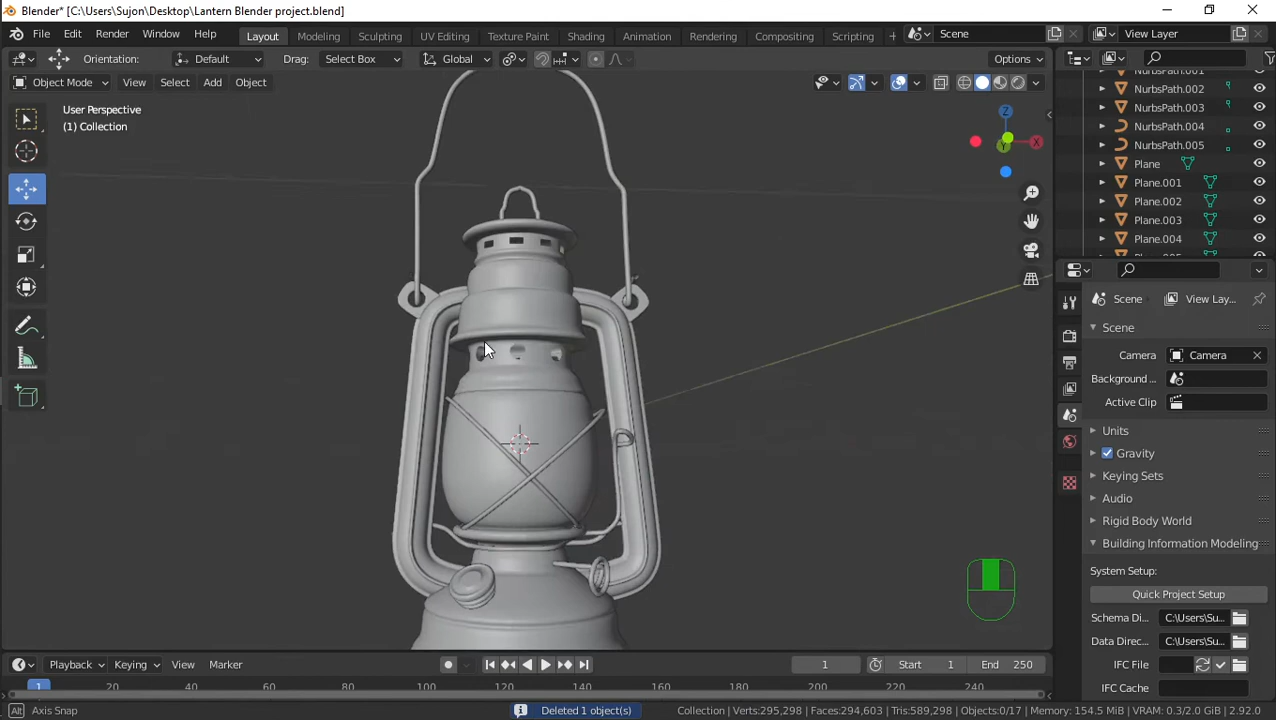 Blender* [C:\Users\Sujon\Desktop\Lantern Blender project.blend]
File Edit Render Window Help Layout Modeling Sculpting UV Editing Texture Paint Shading Animation Rendering Compositing Scripting + Scene View Layer
Orientation: Default Drag: Select Box Global Options
Object Mode View Select Add Object
User Perspective
(1) Collection
Z
X
Y
NurbsPath.001
NurbsPath.002
NurbsPath.003
NurbsPath.004
NurbsPath.005
Plane
Plane.001
Plane.002
Plane.003
Plane.004
Scene View Lay...
Scene
Camera Camera
Background ...
Active Clip
Units
Gravity
Keying Sets
Audio
Rigid Body World
Building Information Modeling
System Setup:
Quick Project Setup
Schema Di... C:\Users\Su...
Data Direc... C:\Users\Su...
IFC File
IFC Cache
Playback Keying View Marker 1 Start 1 End 250
1 20 40 60 80 100 120 140 160 180 200 220 240
Alt Axis Snap Deleted 1 object(s) Collection | Verts:295,298 | Faces:294,603 | Tris:589,298 | Objects:0/17 | Memory: 154.5 MiB | VRAM: 0.3/2.0 GiB | 2.92.0